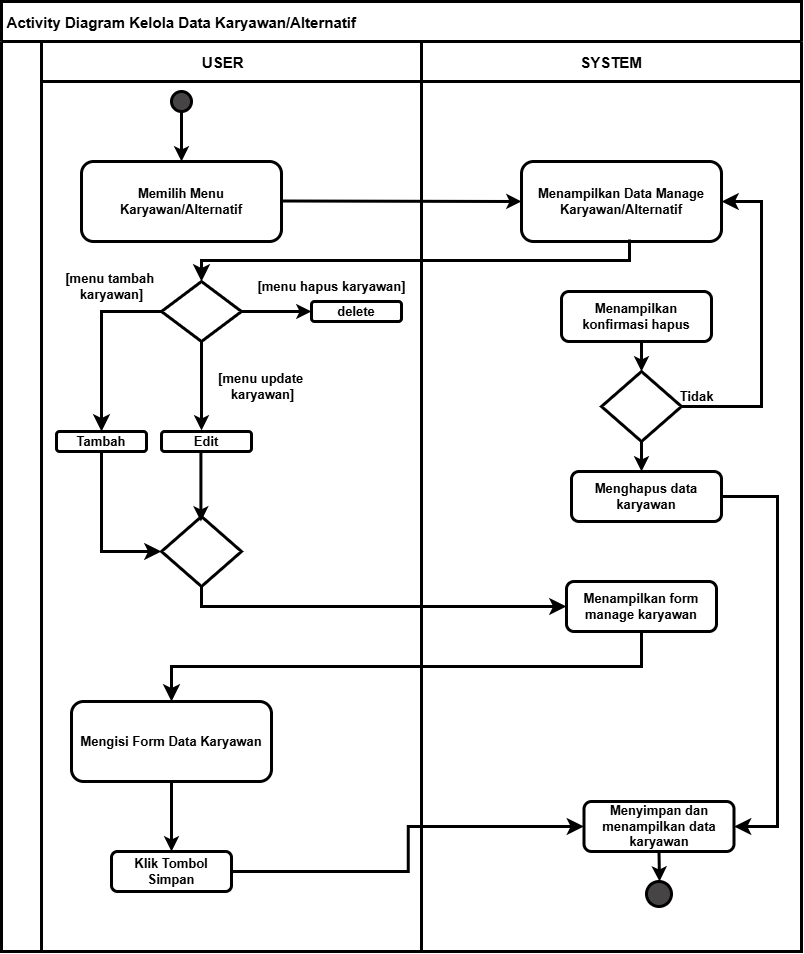 Activity Diagram Kelola Data Karyawan/Alternatif
USER
SYSTEM
Memilih Menu
Karyawan/Alternatif
Menampilkan Data Manage
Karyawan/Alternatif
[menu tambah
karyawan]
[menu hapus karyawan]
delete
Menampilkan
konfirmasi hapus
[menu update
karyawan]
Tidak
Tambah
Edit
Menghapus data
karyawan
Menampilkan form
manage karyawan
Mengisi Form Data Karyawan
Menyimpan dan
menampilkan data
karyawan
Klik Tombol
Simpan